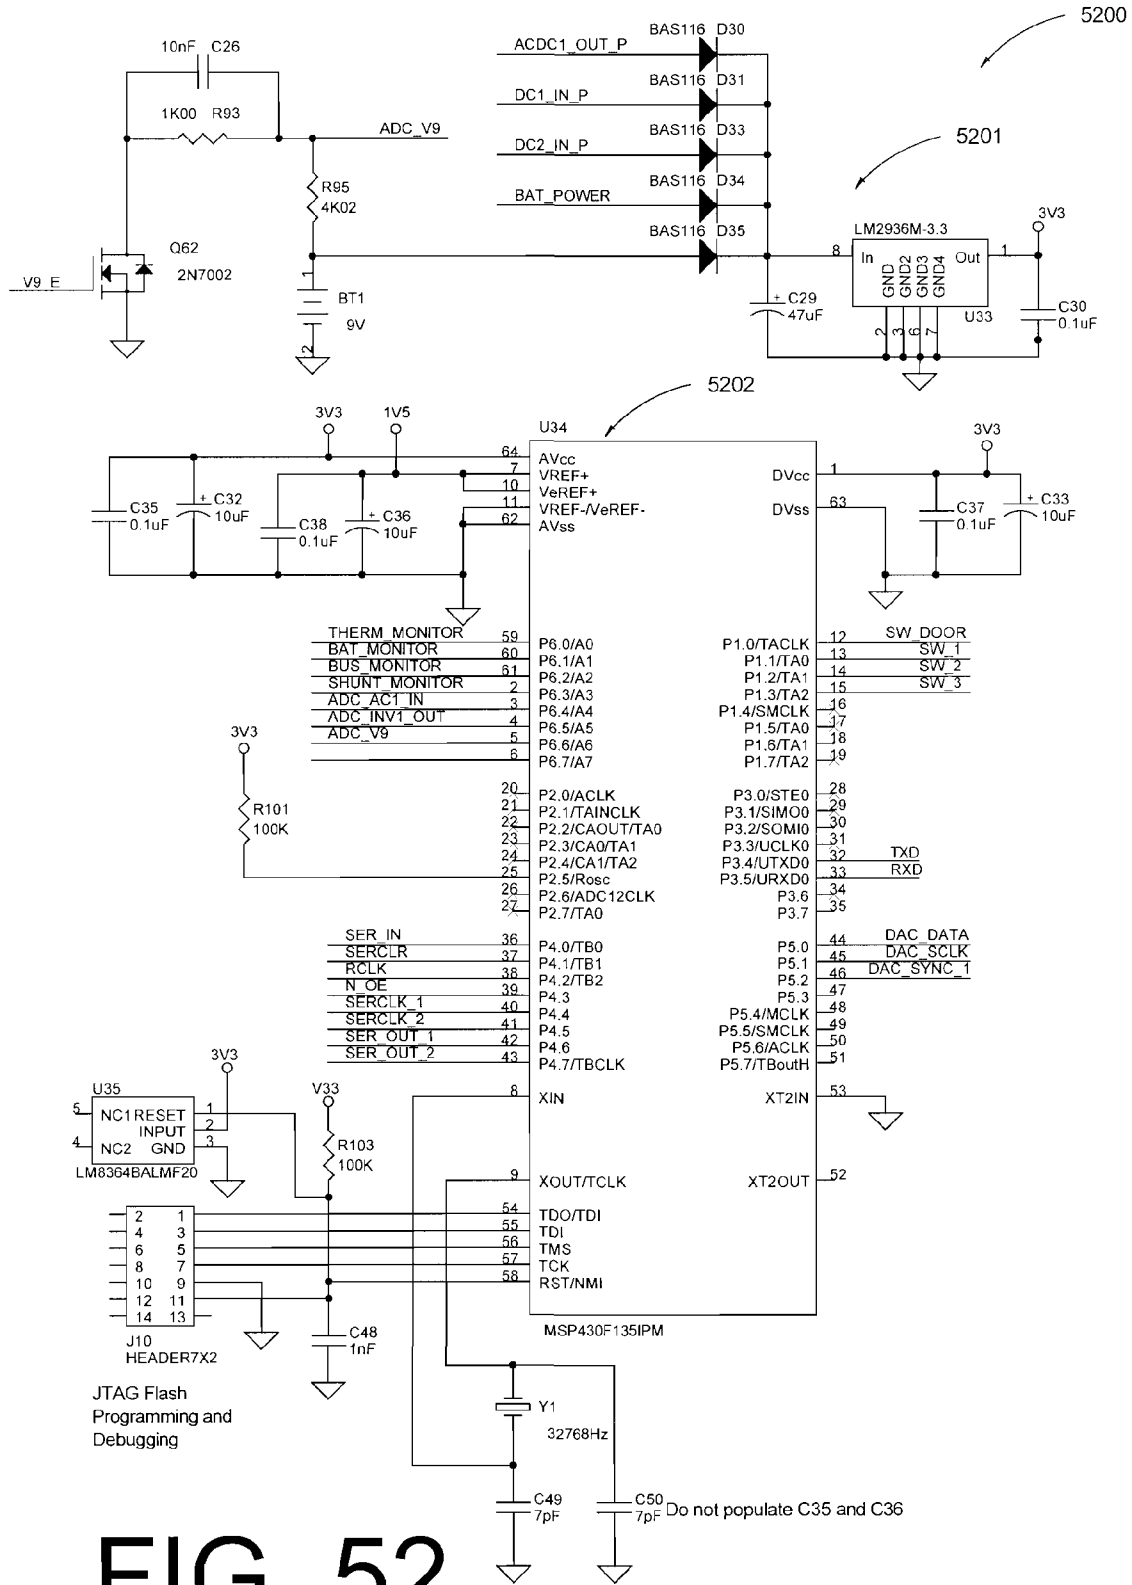 5200
10nF C26
1K00 R93
ADC_V9
R95
4K02
Q62
2N7002
V9_E
1
BT1
9V
2
ACDC1_OUT_P
BAS116 D30
DC1_IN_P
BAS116 D31
DC2_IN_P
BAS116 D33
BAT_POWER
BAS116 D34
BAS116 D35
5201
LM2936M-3.3
8 In Out 1
3V3
GND GND2 GND3 GND4
2 3 6 7
U33
C29
47uF
C30
0.1uF
5202
U34
3V3 1V5
64 AVcc
7 VREF+
10 VeREF+
11 VREF-/VeREF-
62 AVss
C35
0.1uF
C32
10uF
C38
0.1uF
C36
10uF
DVcc 1
DVss 63
3V3
C37
0.1uF
C33
10uF
THERM_MONITOR 59 P6.0/A0
BAT_MONITOR 60 P6.1/A1
BUS_MONITOR 61 P6.2/A2
SHUNT_MONITOR 2 P6.3/A3
ADC_AC1_IN 3 P6.4/A4
ADC_INV1_OUT 4 P6.5/A5
ADC_V9 5 P6.6/A6
6 P6.7/A7
P1.0/TACLK 12 SW_DOOR
P1.1/TA0 13 SW_1
P1.2/TA1 14 SW_2
P1.3/TA2 15 SW_3
P1.4/SMCLK 16
P1.5/TA0 17
P1.6/TA1 18
P1.7/TA2 19
3V3
R101
100K
20 P2.0/ACLK
21 P2.1/TAINCLK
22 P2.2/CAOUT/TA0
23 P2.3/CA0/TA1
24 P2.4/CA1/TA2
25 P2.5/Rosc
26 P2.6/ADC12CLK
27 P2.7/TA0
P3.0/STE0 28
P3.1/SIMO0 29
P3.2/SOMI0 30
P3.3/UCLK0 31
P3.4/UTXD0 32 TXD
P3.5/URXD0 33 RXD
P3.6 34
P3.7 35
SER_IN 36 P4.0/TB0
SERCLR 37 P4.1/TB1
RCLK 38 P4.2/TB2
N_OE 39 P4.3
SERCLK_1 40 P4.4
SERCLK_2 41 P4.5
SER_OUT_1 42 P4.6
SER_OUT_2 43 P4.7/TBCLK
P5.0 44 DAC_DATA
P5.1 45 DAC_SCLK
P5.2 46 DAC_SYNC_1
P5.3 47
P5.4/MCLK 48
P5.5/SMCLK 49
P5.6/ACLK 50
P5.7/TBoutH 51
8 XIN
XT2IN 53
9 XOUT/TCLK
XT2OUT 52
54 TDO/TDI
55 TDI
56 TMS
57 TCK
58 RST/NMI
MSP430F135IPM
3V3
U35
5 NC1 RESET 1
INPUT 2
4 NC2 GND 3
LM8364BALMF20
V33
R103
100K
2 1
4 3
6 5
8 7
10 9
12 11
14 13
J10
HEADER7X2
C48
1nF
JTAG Flash
Programming and
Debugging
Y1
32768Hz
C49
7pF
C50
7pF
Do not populate C35 and C36
FIG. 52